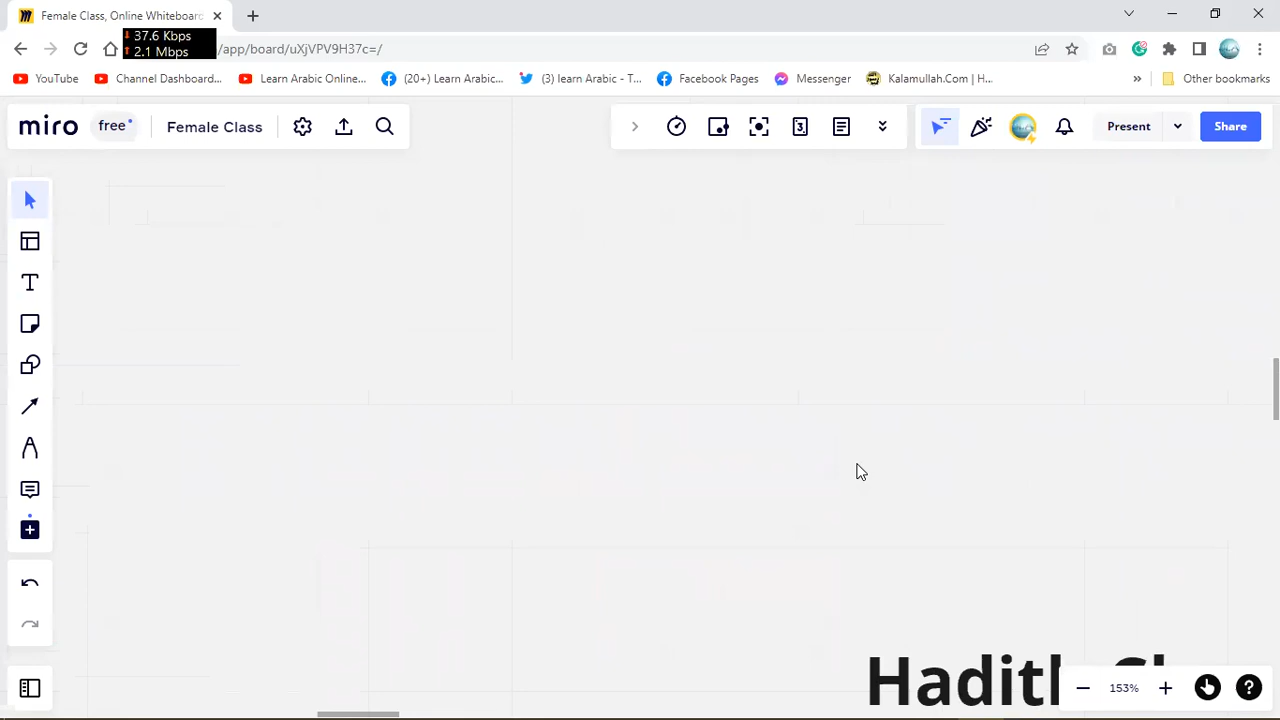 Female Class, Online Whiteboard
37.6 Kbps
2.1 Mbps
/app/board/uXjVPV9H37c=/
YouTube
Channel Dashboard...
Learn Arabic Online...
(20+) Learn Arabic...
(3) learn Arabic - T...
Facebook Pages
Messenger
Kalamullah.Com | H...
»
Other bookmarks
miro
free
Female Class
3
Present
Share
Hadith
153%